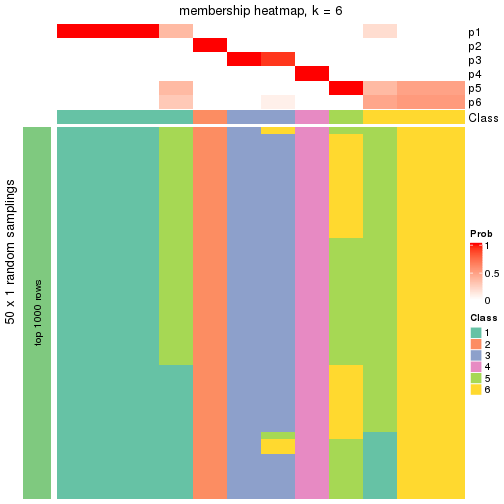 membership heatmap, k = 6
p1
p2
p3
p4
p5
p6
Class
50 x 1 random samplings
top 1000 rows
Prob
1
0.5
0
Class
1
2
3
4
5
6